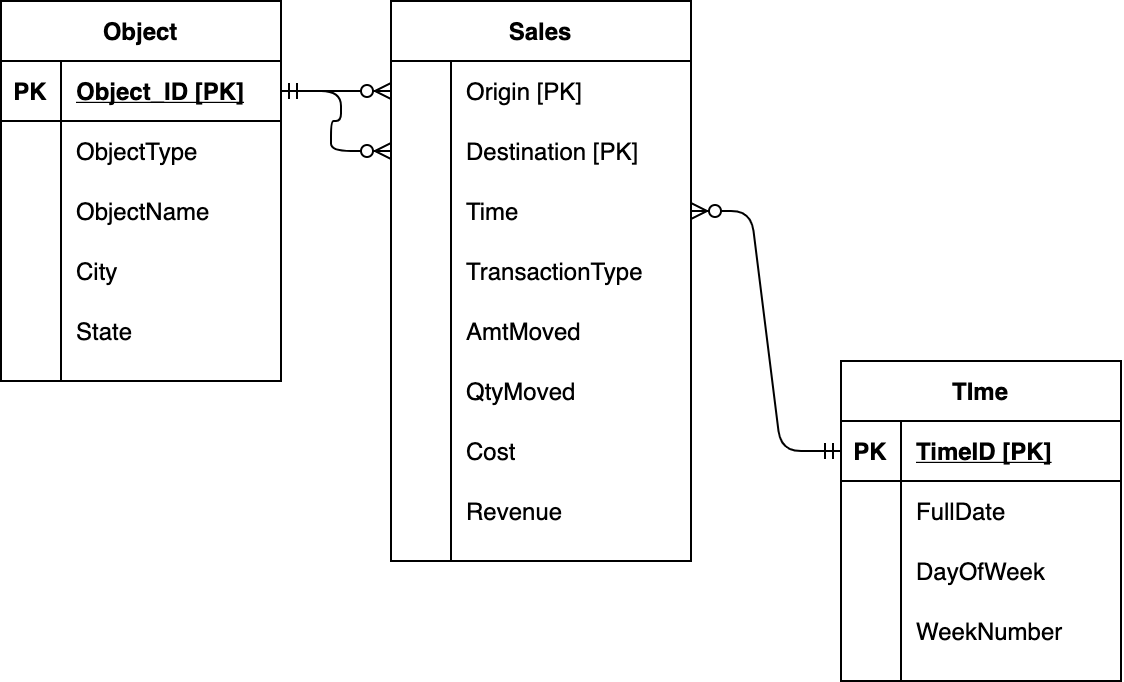 Object
PK
Object_ID [PK]
ObjectType
ObjectName
City
State
Sales
Origin [PK]
Destination [PK]
Time
TransactionType
AmtMoved
QtyMoved
Cost
Revenue
TIme
PK
TimeID [PK]
FullDate
DayOfWeek
WeekNumber